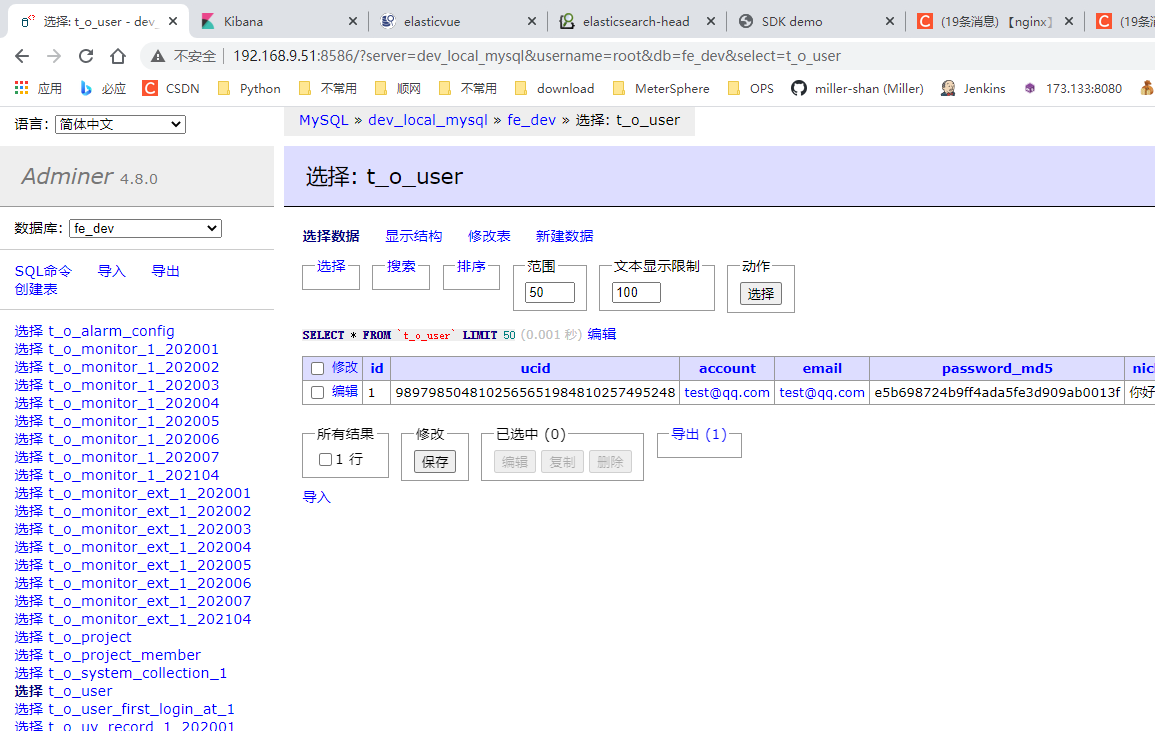 选择: t_o_user - dev_ Kibana elasticvue elasticsearch-head SDK demo (19条消息) 【nginx】 (19条消
不安全 192.168.9.51:8586/?server=dev_local_mysql&username=root&db=fe_dev&select=t_o_user
应用 必应 CSDN Python 不常用 顺网 不常用 download MeterSphere OPS miller-shan (Miller) Jenkins 173.133:8080
语言: 简体中文
MySQL » dev_local_mysql » fe_dev » 选择: t_o_user
Adminer 4.8.0
选择: t_o_user
数据库: fe_dev
选择数据 显示结构 修改表 新建数据
SQL命令 导入 导出
创建表
选择 搜索 排序 范围 文本显示限制 动作
50 100 选择
SELECT * FROM `t_o_user` LIMIT 50 (0.001 秒) 编辑
修改 id ucid account email password_md5 nic
编辑 1 9897985048102565651984810257495248 test@qq.com test@qq.com e5b698724b9ff4ada5fe3d909ab0013f 你好
所有结果 修改 已选中 (0) 导出 (1)
1 行 保存 编辑 复制 删除
导入
选择 t_o_alarm_config
选择 t_o_monitor_1_202001
选择 t_o_monitor_1_202002
选择 t_o_monitor_1_202003
选择 t_o_monitor_1_202004
选择 t_o_monitor_1_202005
选择 t_o_monitor_1_202006
选择 t_o_monitor_1_202007
选择 t_o_monitor_1_202104
选择 t_o_monitor_ext_1_202001
选择 t_o_monitor_ext_1_202002
选择 t_o_monitor_ext_1_202003
选择 t_o_monitor_ext_1_202004
选择 t_o_monitor_ext_1_202005
选择 t_o_monitor_ext_1_202006
选择 t_o_monitor_ext_1_202007
选择 t_o_monitor_ext_1_202104
选择 t_o_project
选择 t_o_project_member
选择 t_o_system_collection_1
选择 t_o_user
选择 t_o_user_first_login_at_1
选择 t_o_uv_record_1_202001